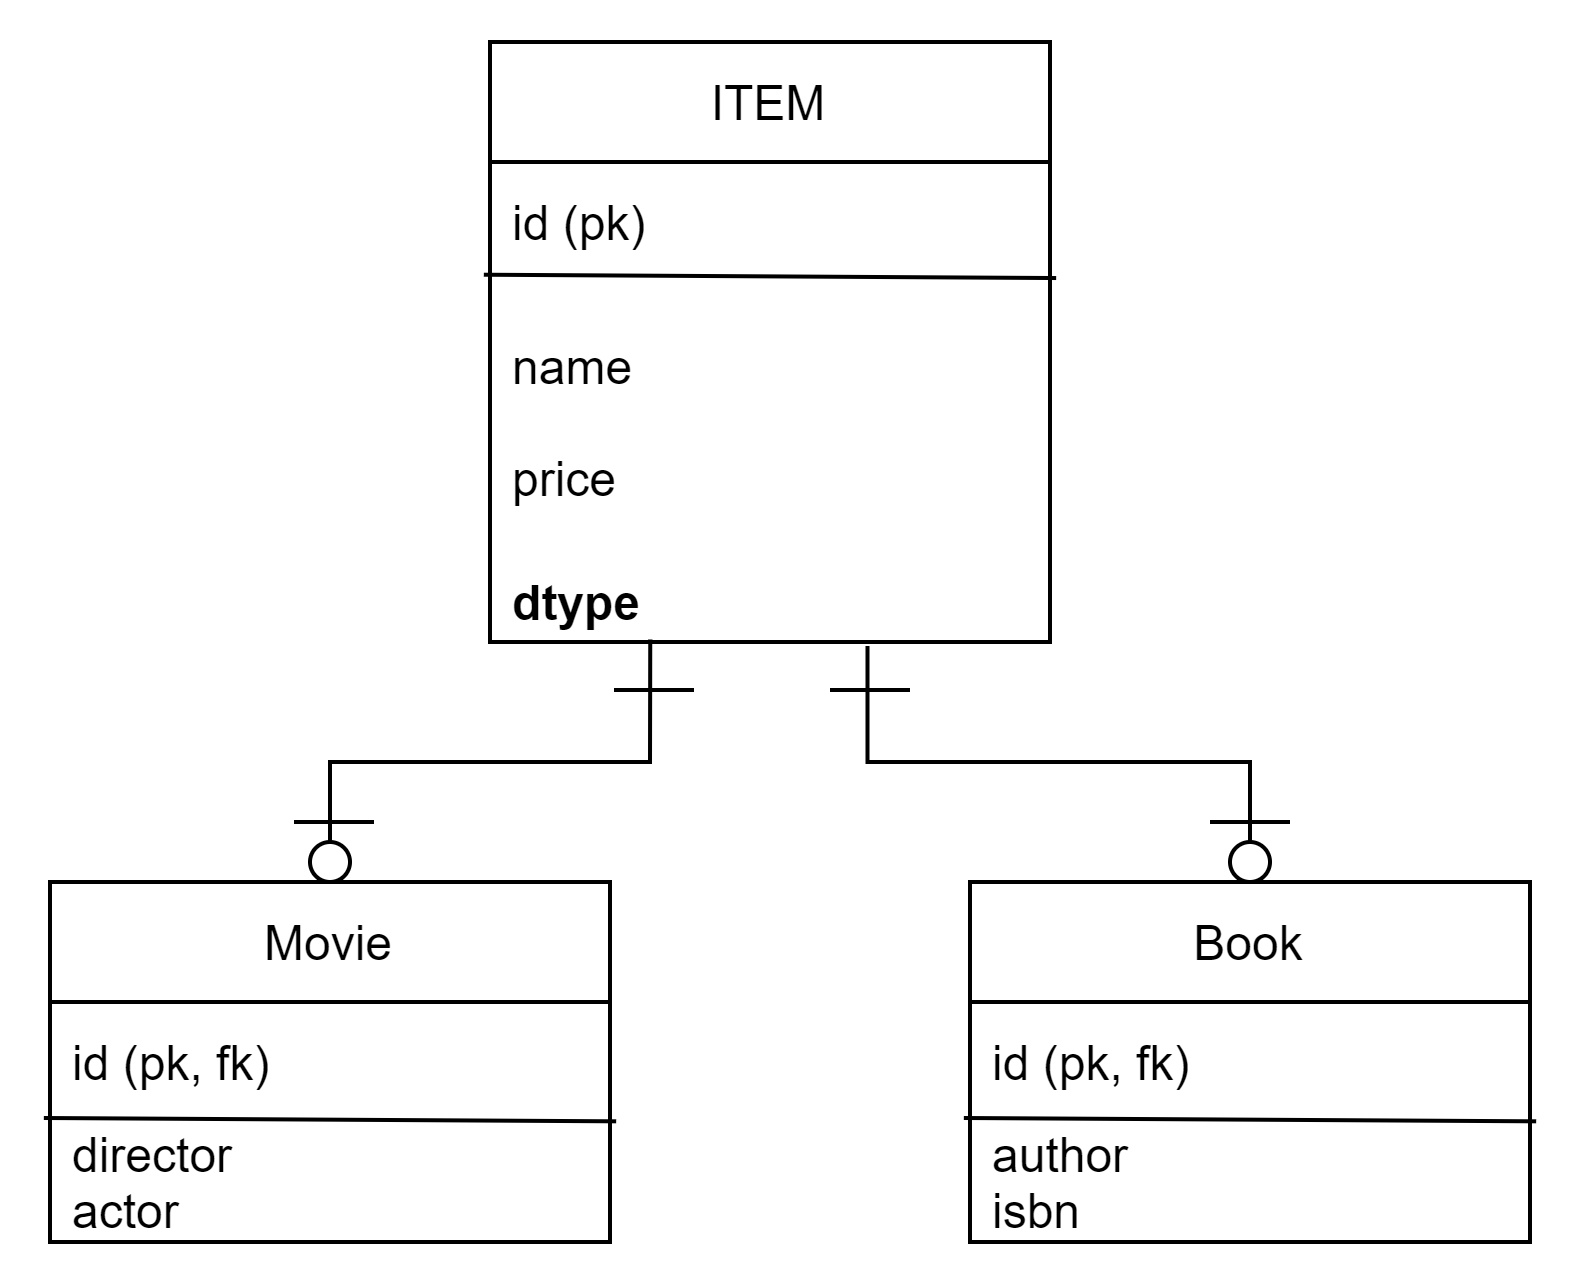 ITEM
id (pk)
name
price
dtype
Movie
id (pk, fk)
director
actor
Book
id (pk, fk)
author
isbn